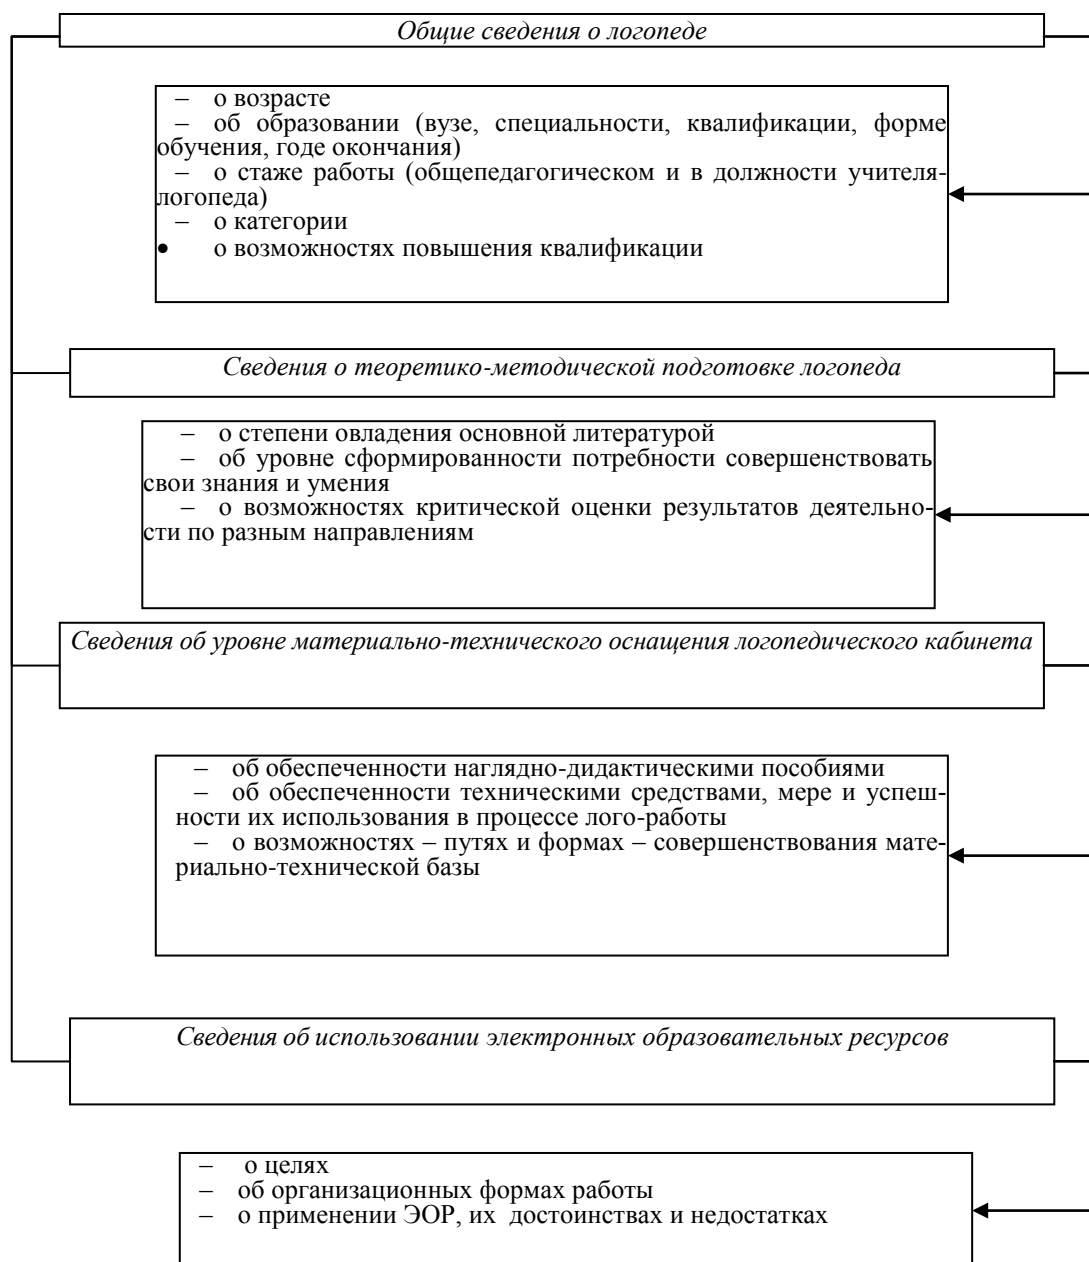 Общие сведения о логопеде
– о возрасте
– об образовании (вузе, специальности, квалификации, форме
обучения, годе окончания)
– о стаже работы (общепедагогическом и в должности учителя-
логопеда)
– о категории
• о возможностях повышения квалификации
Сведения о теоретико-методической подготовке логопеда
– о степени овладения основной литературой
– об уровне сформированности потребности совершенствовать
свои знания и умения
– о возможностях критической оценки результатов деятельно-
сти по разным направлениям
Сведения об уровне материально-технического оснащения логопедического кабинета
– об обеспеченности наглядно-дидактическими пособиями
– об обеспеченности техническими средствами, мере и успеш-
ности их использования в процессе лого-работы
– о возможностях – путях и формах – совершенствования мате-
риально-технической базы
Сведения об использовании электронных образовательных ресурсов
– о целях
– об организационных формах работы
– о применении ЭОР, их достоинствах и недостатках